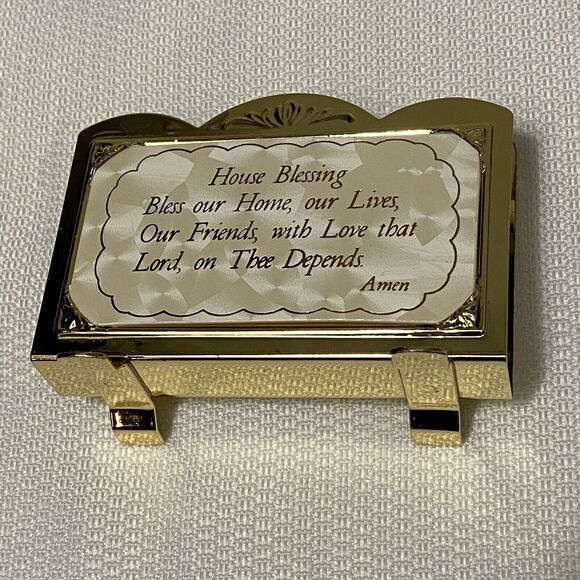 House Blessing
Bless our Home, our Lives,
Our Friends, with Love that
Lord, on Thee Depends.
Amen